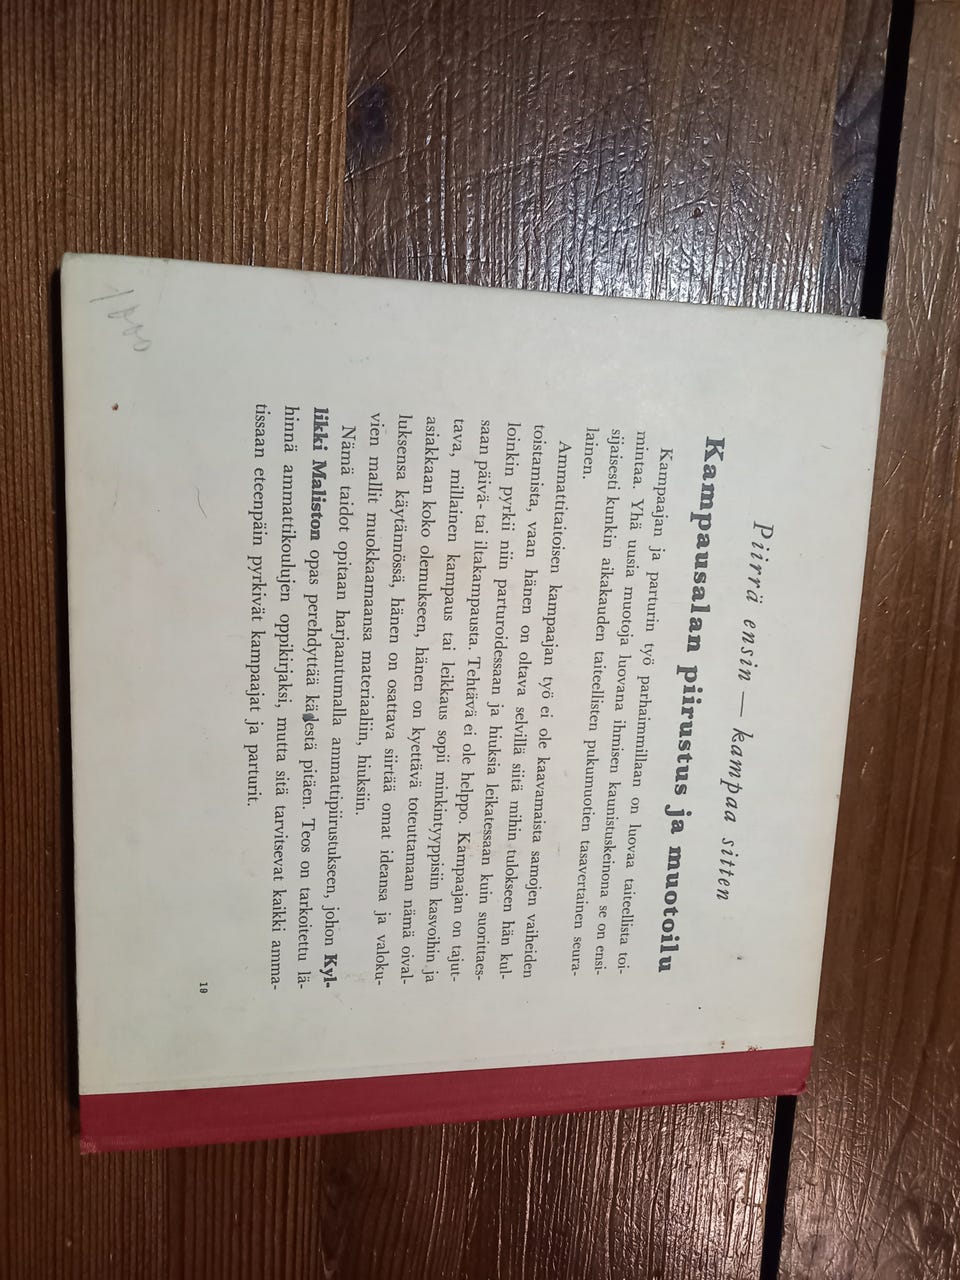 Piirrä ensin — kampaa sitten
Kampausalan piirustus ja muotoilu
Kampaajan ja parturin työ parhaimmillaan on luovaa taiteellista toi-
mintaa. Yhä uusia muotoja luovana ihmisen kaunistuskeinona se on ensi-
sijaisesti kunkin aikakauden taiteellisten pukumuotien tasavertainen seura-
lainen.
Ammattitaitoisen kampaajan työ ei ole kaavamaista samojen vaiheiden
toistamista, vaan hänen on oltava selvillä siitä mihin tulokseen hän kul-
loinkin pyrkii niin parturoidessaan ja hiuksia leikatessaan kuin suorittaes-
saan päivä- tai iltakampausta. Tehtävä ei ole helppo. Kampaajan on tajut-
tava, millainen kampaus tai leikkaus sopii minkintyyppisiin kasvoihin ja
asiakkaan koko olemukseen, hänen on kyettävä toteuttamaan nämä oival-
luksensa käytännössä, hänen on osattava siirtää omat ideansa ja valoku-
vien mallit muokkaamaansa materiaaliin, hiuksiin.
Nämä taidot opitaan harjaantumalla ammattipiirustukseen, johon Kyl-
likki Maliston opas perehdyttää kädestä pitäen. Teos on tarkoitettu lä-
hinnä ammattikoulujen oppikirjaksi, mutta sitä tarvitsevat kaikki amma-
tissaan eteenpäin pyrkivät kampaajat ja parturit.
19